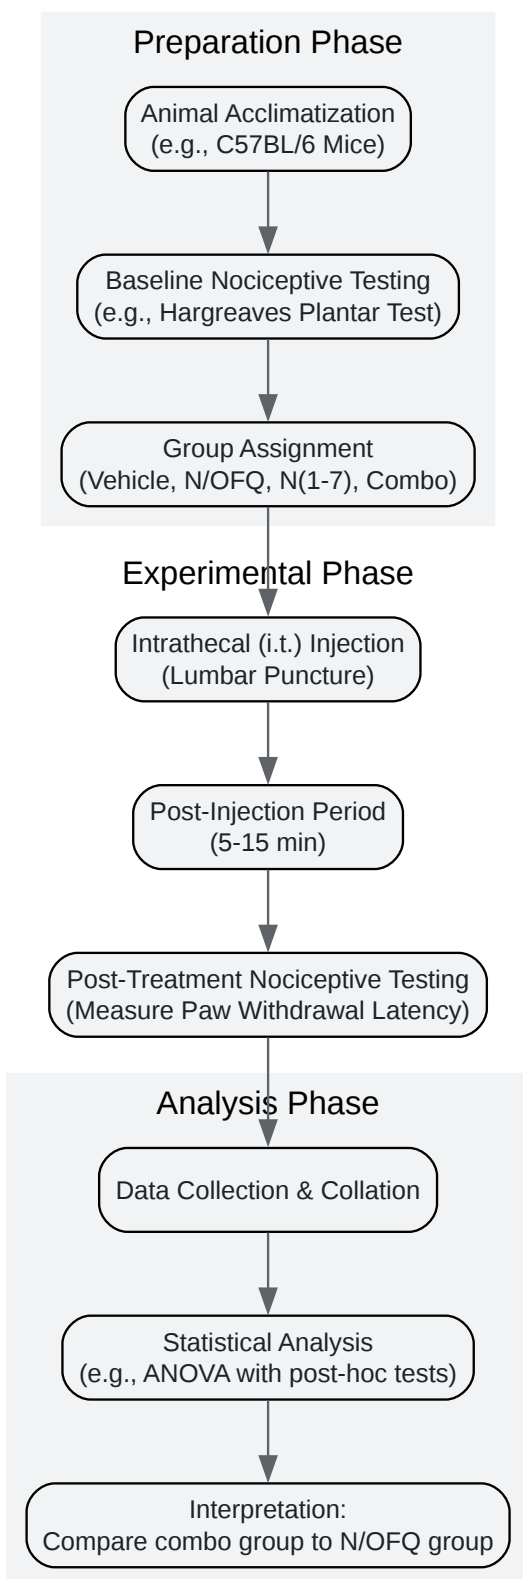 Preparation Phase
Animal Acclimatization
(e.g., C57BL/6 Mice)
Baseline Nociceptive Testing
(e.g., Hargreaves Plantar Test)
Group Assignment
(Vehicle, N/OFQ, N(1-7), Combo)
Experimental Phase
Intrathecal (i.t.) Injection
(Lumbar Puncture)
Post-Injection Period
(5-15 min)
Post-Treatment Nociceptive Testing
(Measure Paw Withdrawal Latency)
Analysis Phase
Data Collection & Collation
Statistical Analysis
(e.g., ANOVA with post-hoc tests)
Interpretation:
Compare combo group to N/OFQ group